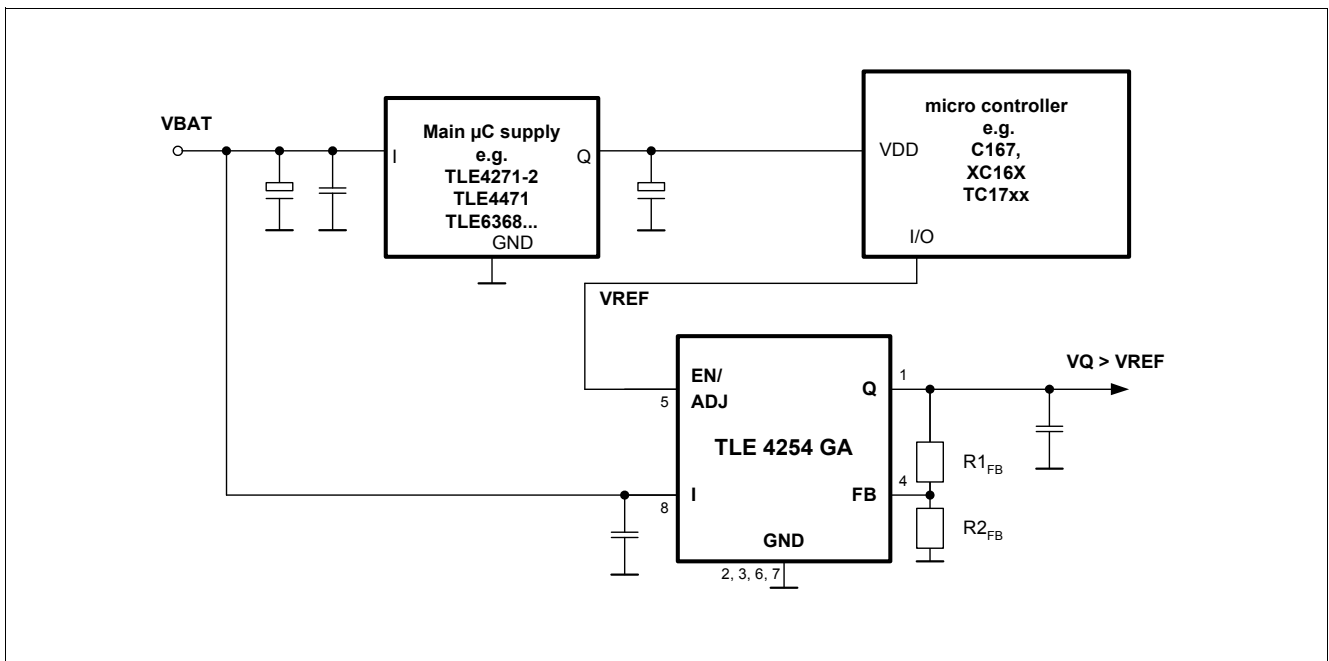 VBAT
I
Main µC supply
e.g.
TLE4271-2
TLE4471
TLE6368...
GND
Q
micro controller
e.g.
C167,
XC16X
TC17xx
VDD
I/O
VREF
EN/
ADJ
5
Q
1
VQ > VREF
TLE 4254 GA
R1FB
I
8
FB
4
R2FB
GND
2, 3, 6, 7